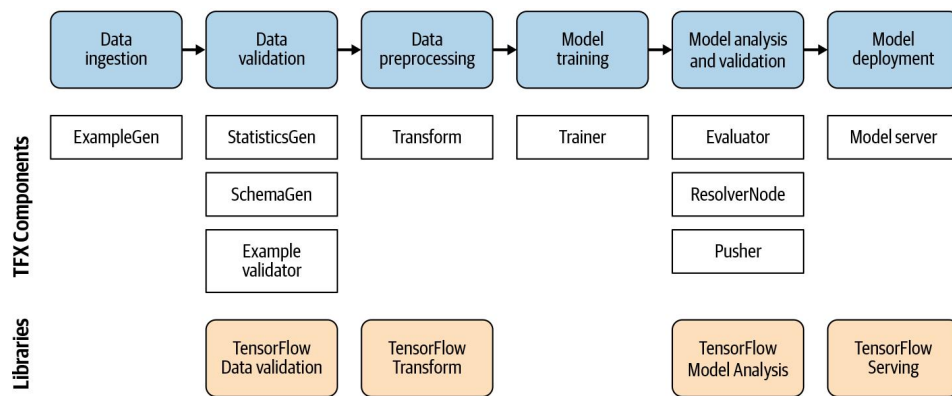 Data
ingestion
Data
validation
Data
preprocessing
Model
training
Model analysis
and validation
Model
deployment
TFX Components
ExampleGen
StatisticsGen
Transform
Trainer
Evaluator
Model server
SchemaGen
ResolverNode
Example
validator
Pusher
Libraries
TensorFlow
Data validation
TensorFlow
Transform
TensorFlow
Model Analysis
TensorFlow
Serving